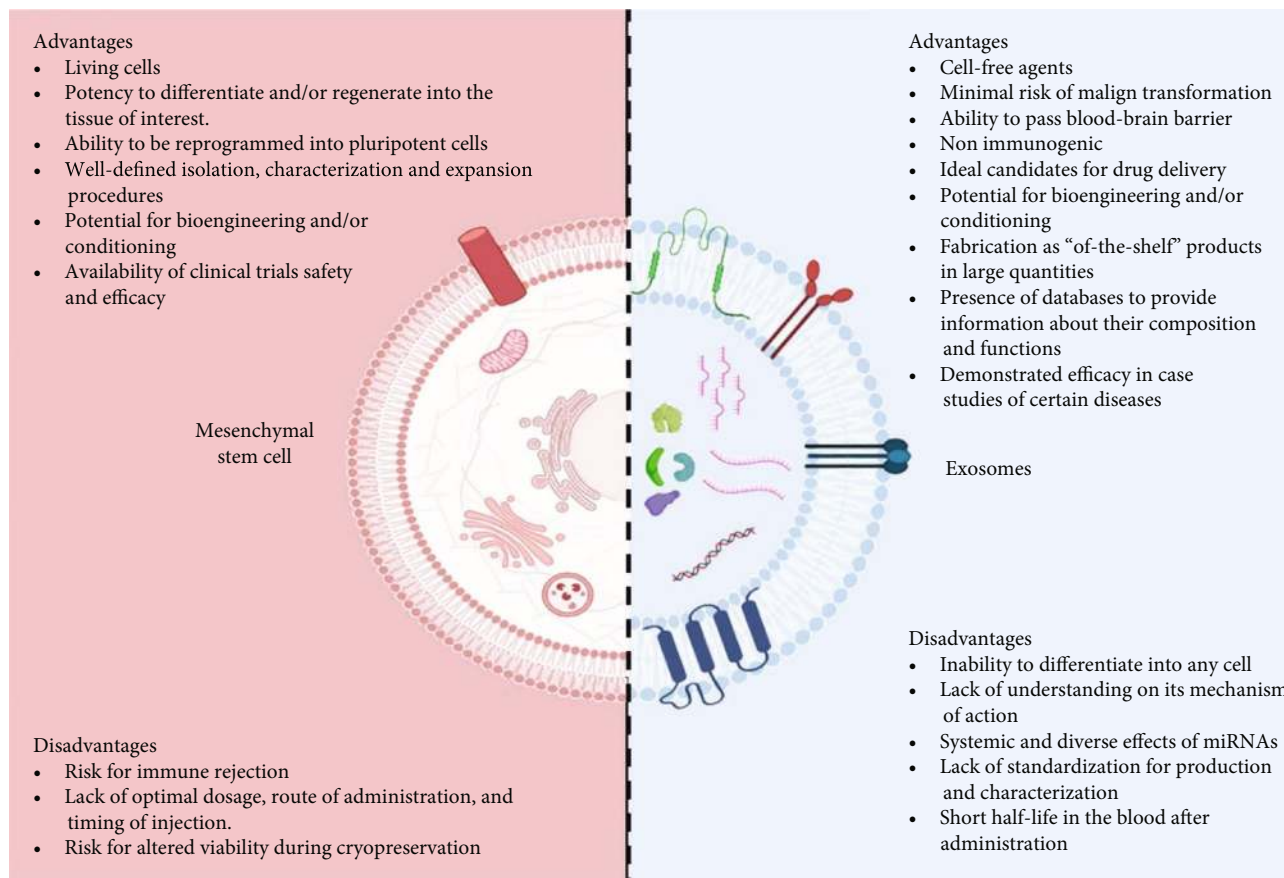 Advantages
• Living cells
• Potency to differentiate and/or regenerate into the
tissue of interest.
• Ability to be reprogrammed into pluripotent cells
• Well-defined isolation, characterization and expansion
procedures
• Potential for bioengineering and/or
conditioning
• Availability of clinical trials safety
and efficacy
Mesenchymal
stem cell
Disadvantages
• Risk for immune rejection
• Lack of optimal dosage, route of administration, and
timing of injection.
• Risk for altered viability during cryopreservation
Advantages
• Cell-free agents
• Minimal risk of malign transformation
• Ability to pass blood-brain barrier
• Non immunogenic
• Ideal candidates for drug delivery
• Potential for bioengineering and/or
conditioning
• Fabrication as “of-the-shelf” products
in large quantities
• Presence of databases to provide
information about their composition
and functions
• Demonstrated efficacy in case
studies of certain diseases
Exosomes
Disadvantages
• Inability to differentiate into any cell
• Lack of understanding on its mechanism
of action
• Systemic and diverse effects of miRNAs
• Lack of standardization for production
and characterization
• Short half-life in the blood after
administration